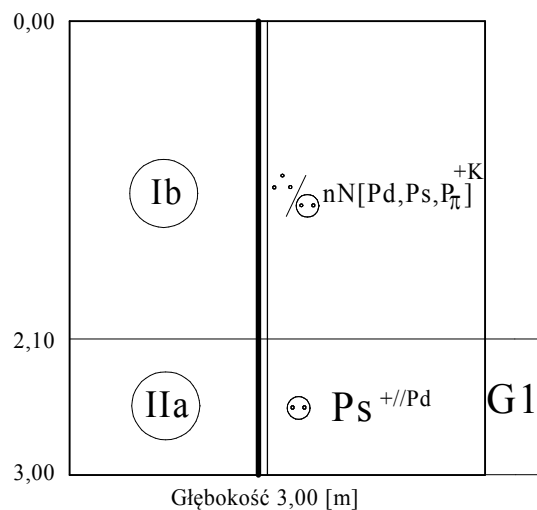 0,00
Ib
nN[Pd,Ps,Pπ]+K
2,10
IIa
Ps+//Pd
G1
3,00
Głębokość 3,00 [m]